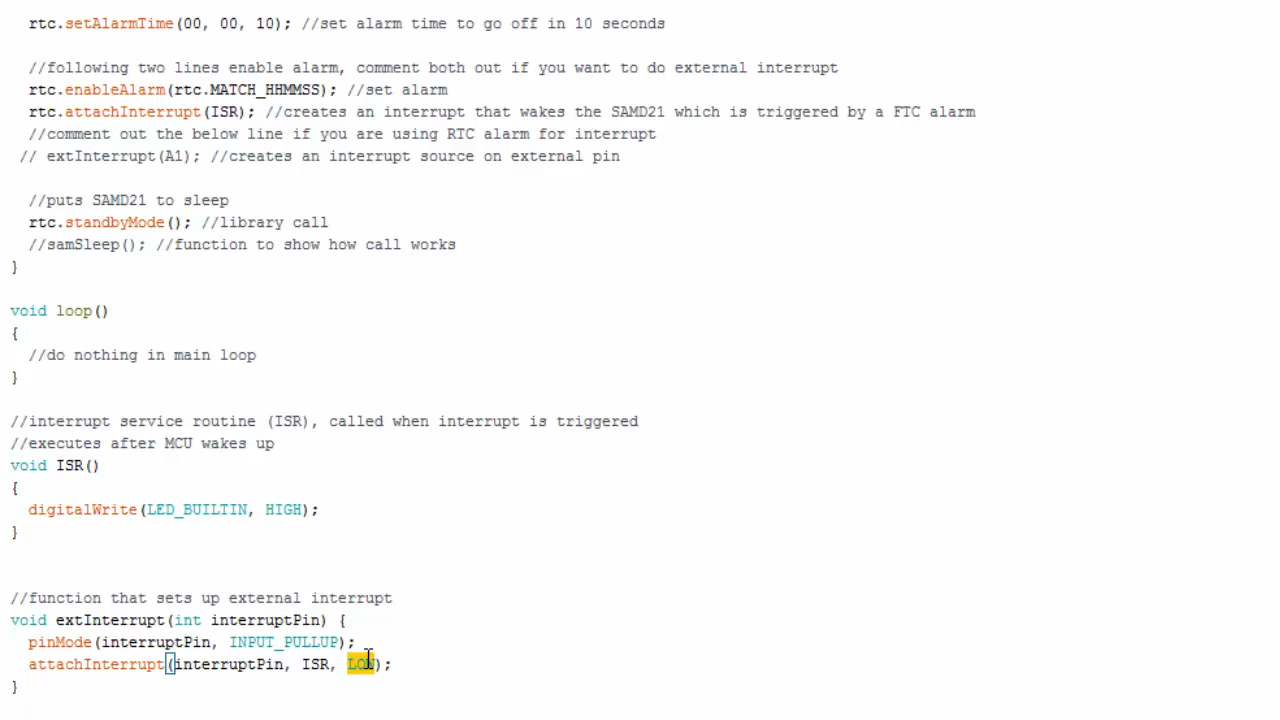 rtc.setAlarmTime(00, 00, 10); //set alarm time to go off in 10 seconds
//following two lines enable alarm, comment both out if you want to do external interrupt
rtc.enableAlarm(rtc.MATCH_HHMMSS); //set alarm
rtc.attachInterrupt(ISR); //creates an interrupt that wakes the SAMD21 which is triggered by a FTC alarm
//comment out the below line if you are using RTC alarm for interrupt
// extInterrupt(A1); //creates an interrupt source on external pin
//puts SAMD21 to sleep
rtc.standbyMode(); //library call
//samSleep(); //function to show how call works
}
void loop()
{
//do nothing in main loop
}
//interrupt service routine (ISR), called when interrupt is triggered
//executes after MCU wakes up
void ISR()
{
digitalWrite(LED_BUILTIN, HIGH);
}
//function that sets up external interrupt
void extInterrupt(int interruptPin) {
pinMode(interruptPin, INPUT_PULLUP);
attachInterrupt(interruptPin, ISR, LOW);
}